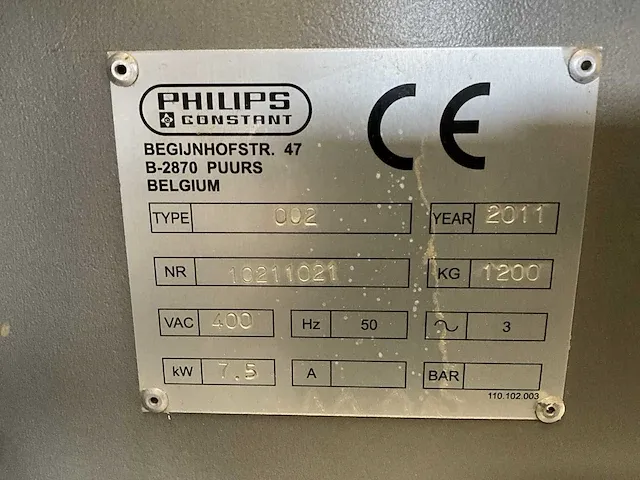 PHILIPS
CONSTANT
CE
BEGIJNHOFSTR. 47
B-2870 PUURS
BELGIUM
TYPE 002 YEAR 2011
NR 10211021 KG 1200
VAC 400 Hz 50 3
kW 7.5 A BAR
110.102.003